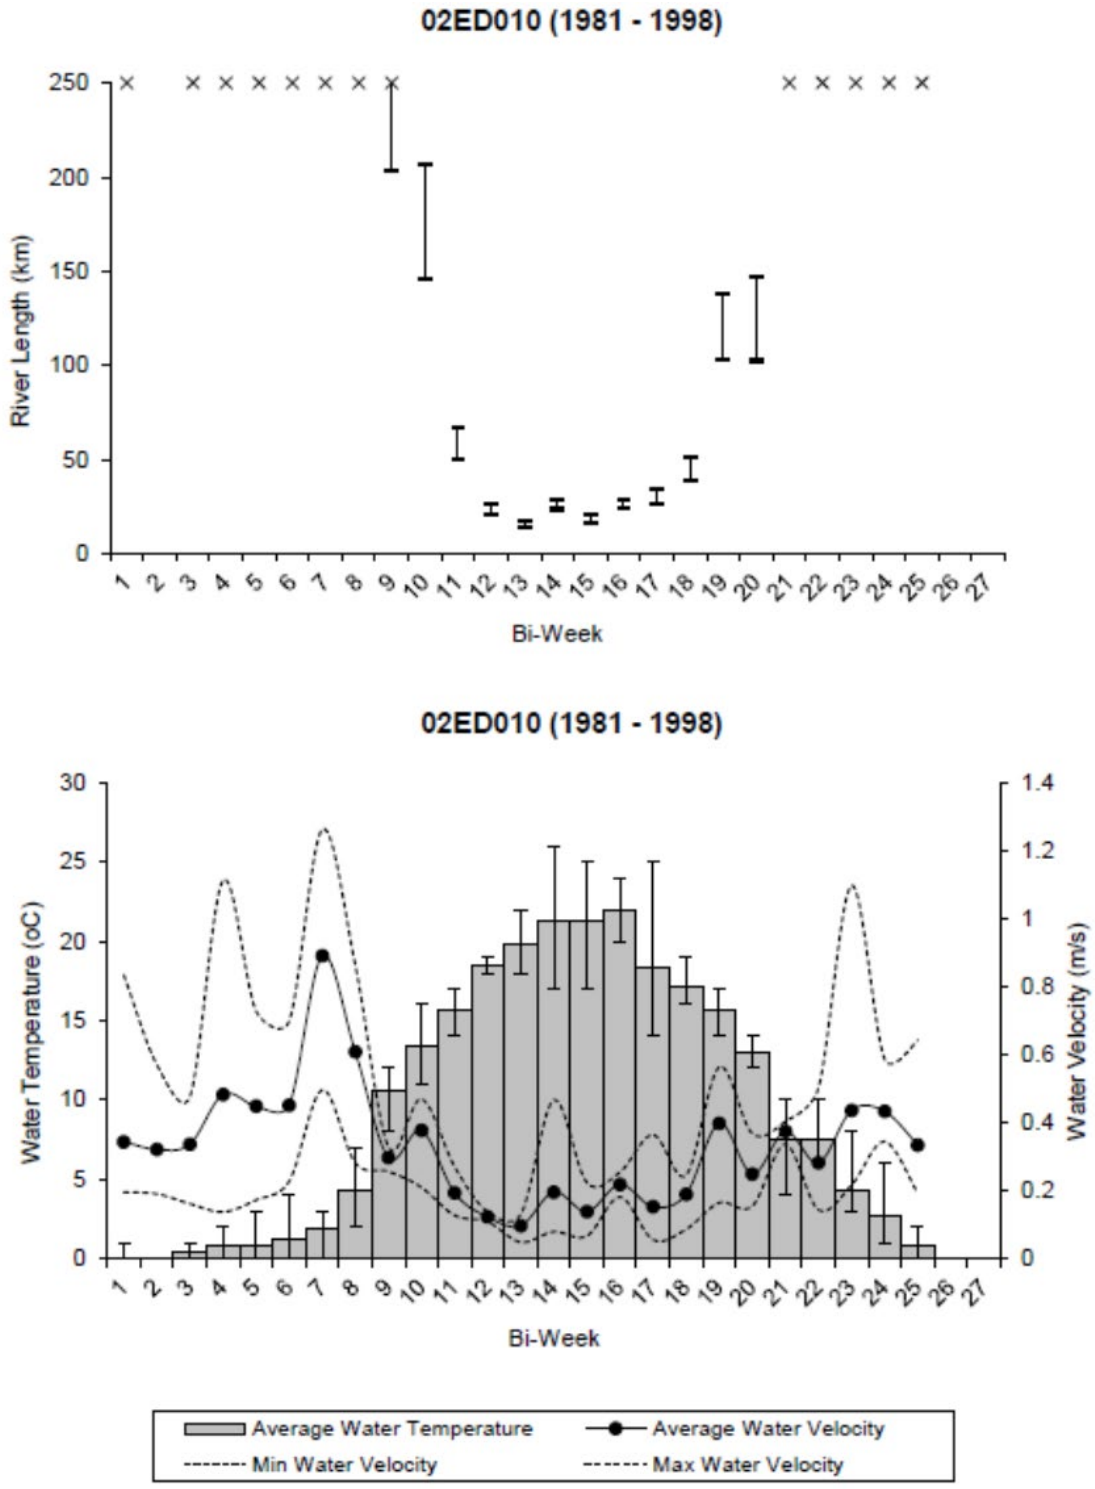 02ED010 (1981 - 1998)
250
200
150
100
50
0
River Length (km)
1 2 3 4 5 6 7 8 9 10 11 12 13 14 15 16 17 18 19 20 21 22 23 24 25 26 27
Bi-Week
02ED010 (1981 - 1998)
30
25
20
15
10
5
0
Water Temperature (oC)
1.4
1.2
1
0.8
0.6
0.4
0.2
0
Water Velocity (m/s)
1 2 3 4 5 6 7 8 9 10 11 12 13 14 15 16 17 18 19 20 21 22 23 24 25 26 27
Bi-Week
Average Water Temperature
Average Water Velocity
Min Water Velocity
Max Water Velocity